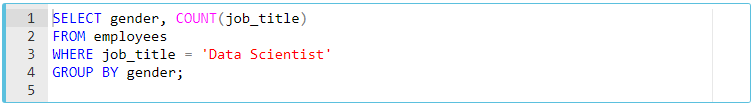 1 SELECT gender, COUNT(job_title)
2 FROM employees
3 WHERE job_title = 'Data Scientist'
4 GROUP BY gender;
5